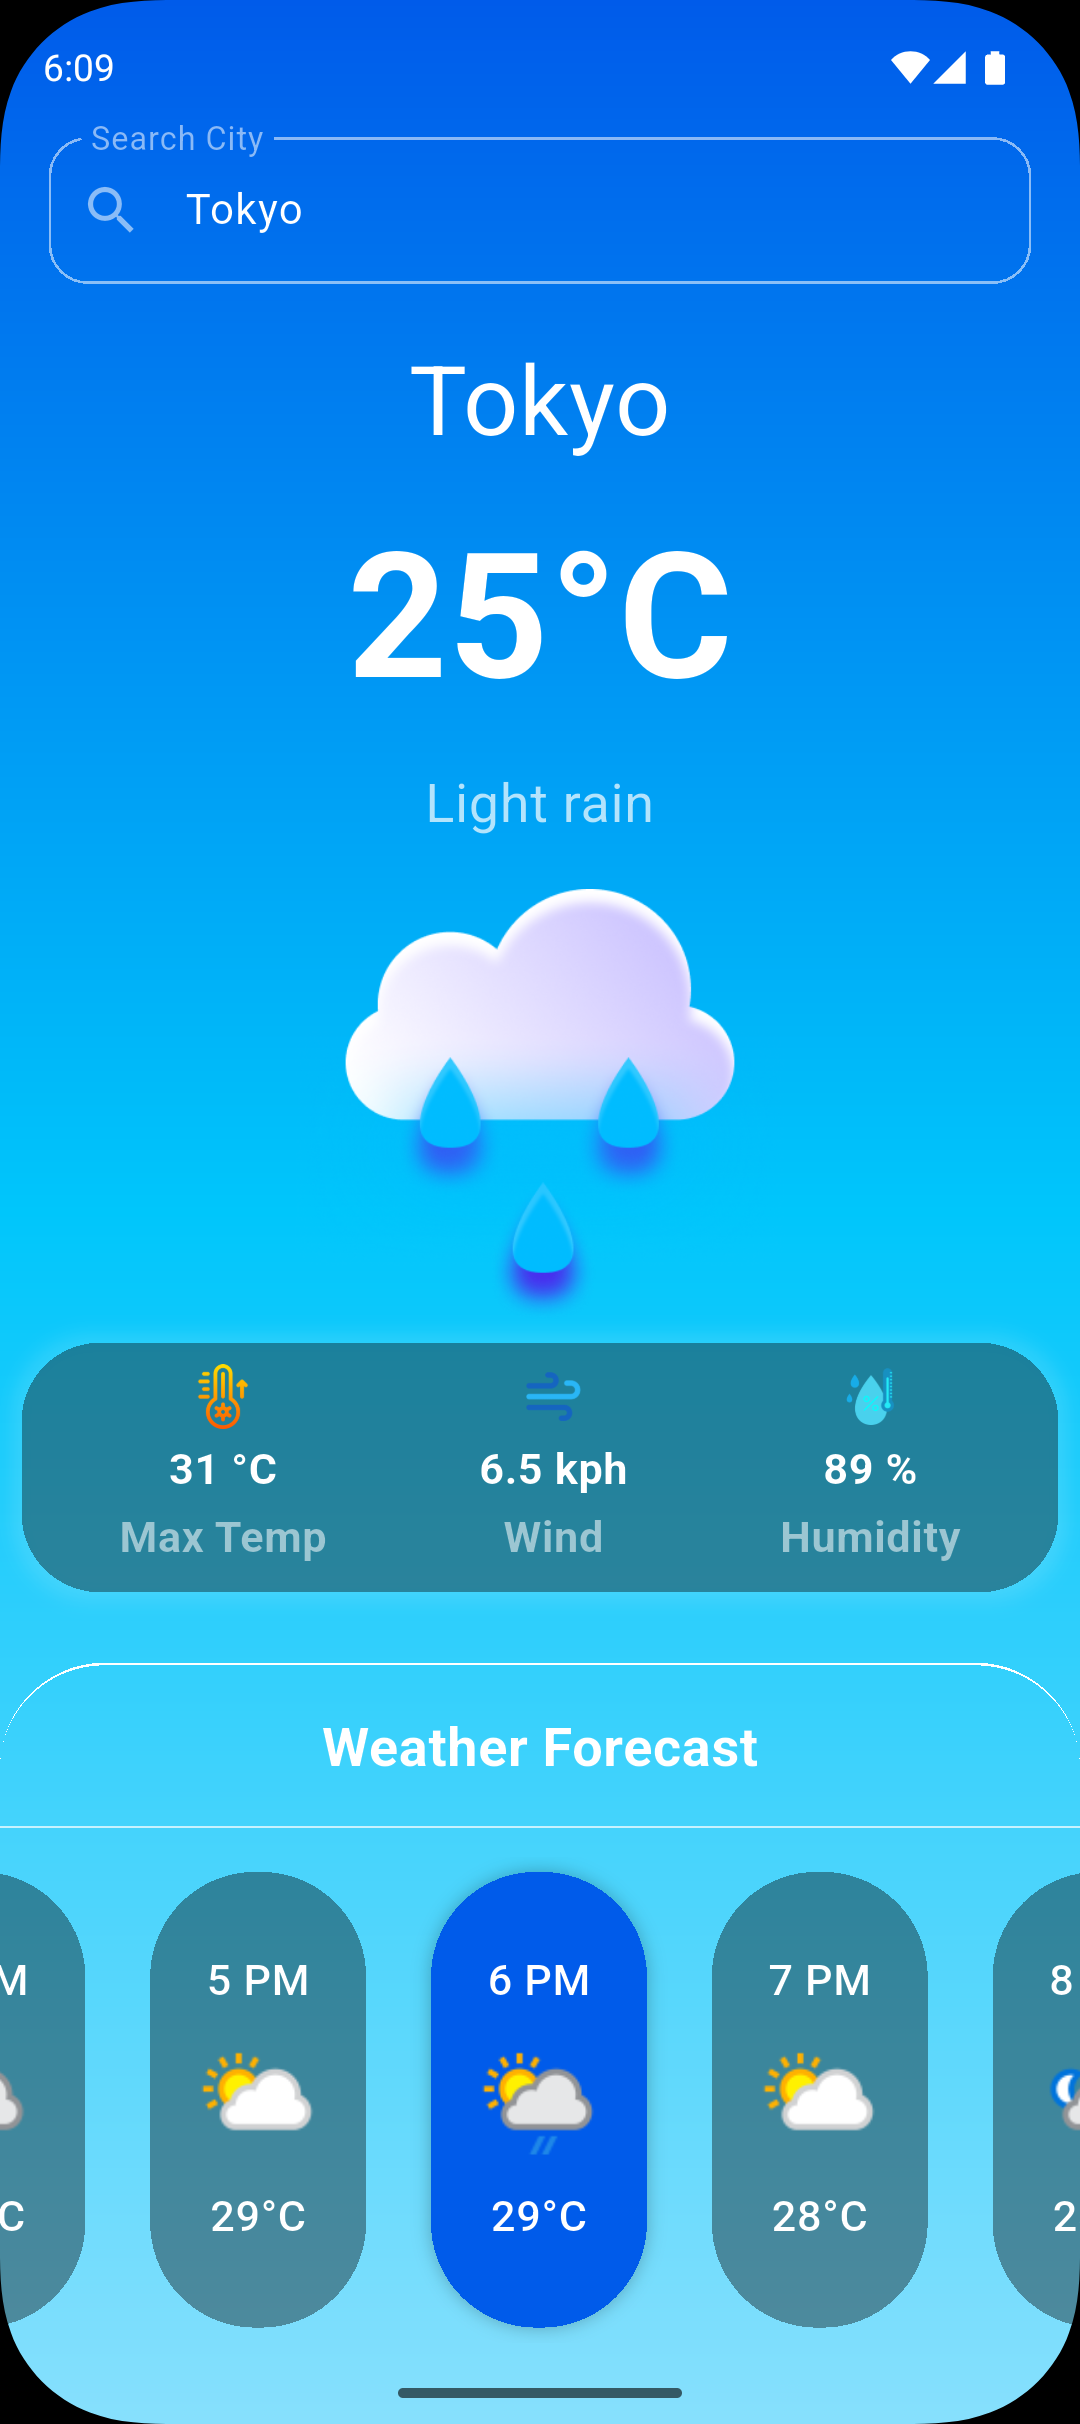 6:09
Search City
Tokyo
Tokyo
25°C
Light rain
31 °C 6.5 kph 89 %
Max Temp Wind Humidity
Weather Forecast
M 5 PM 6 PM 7 PM 8
C 29°C 29°C 28°C 2